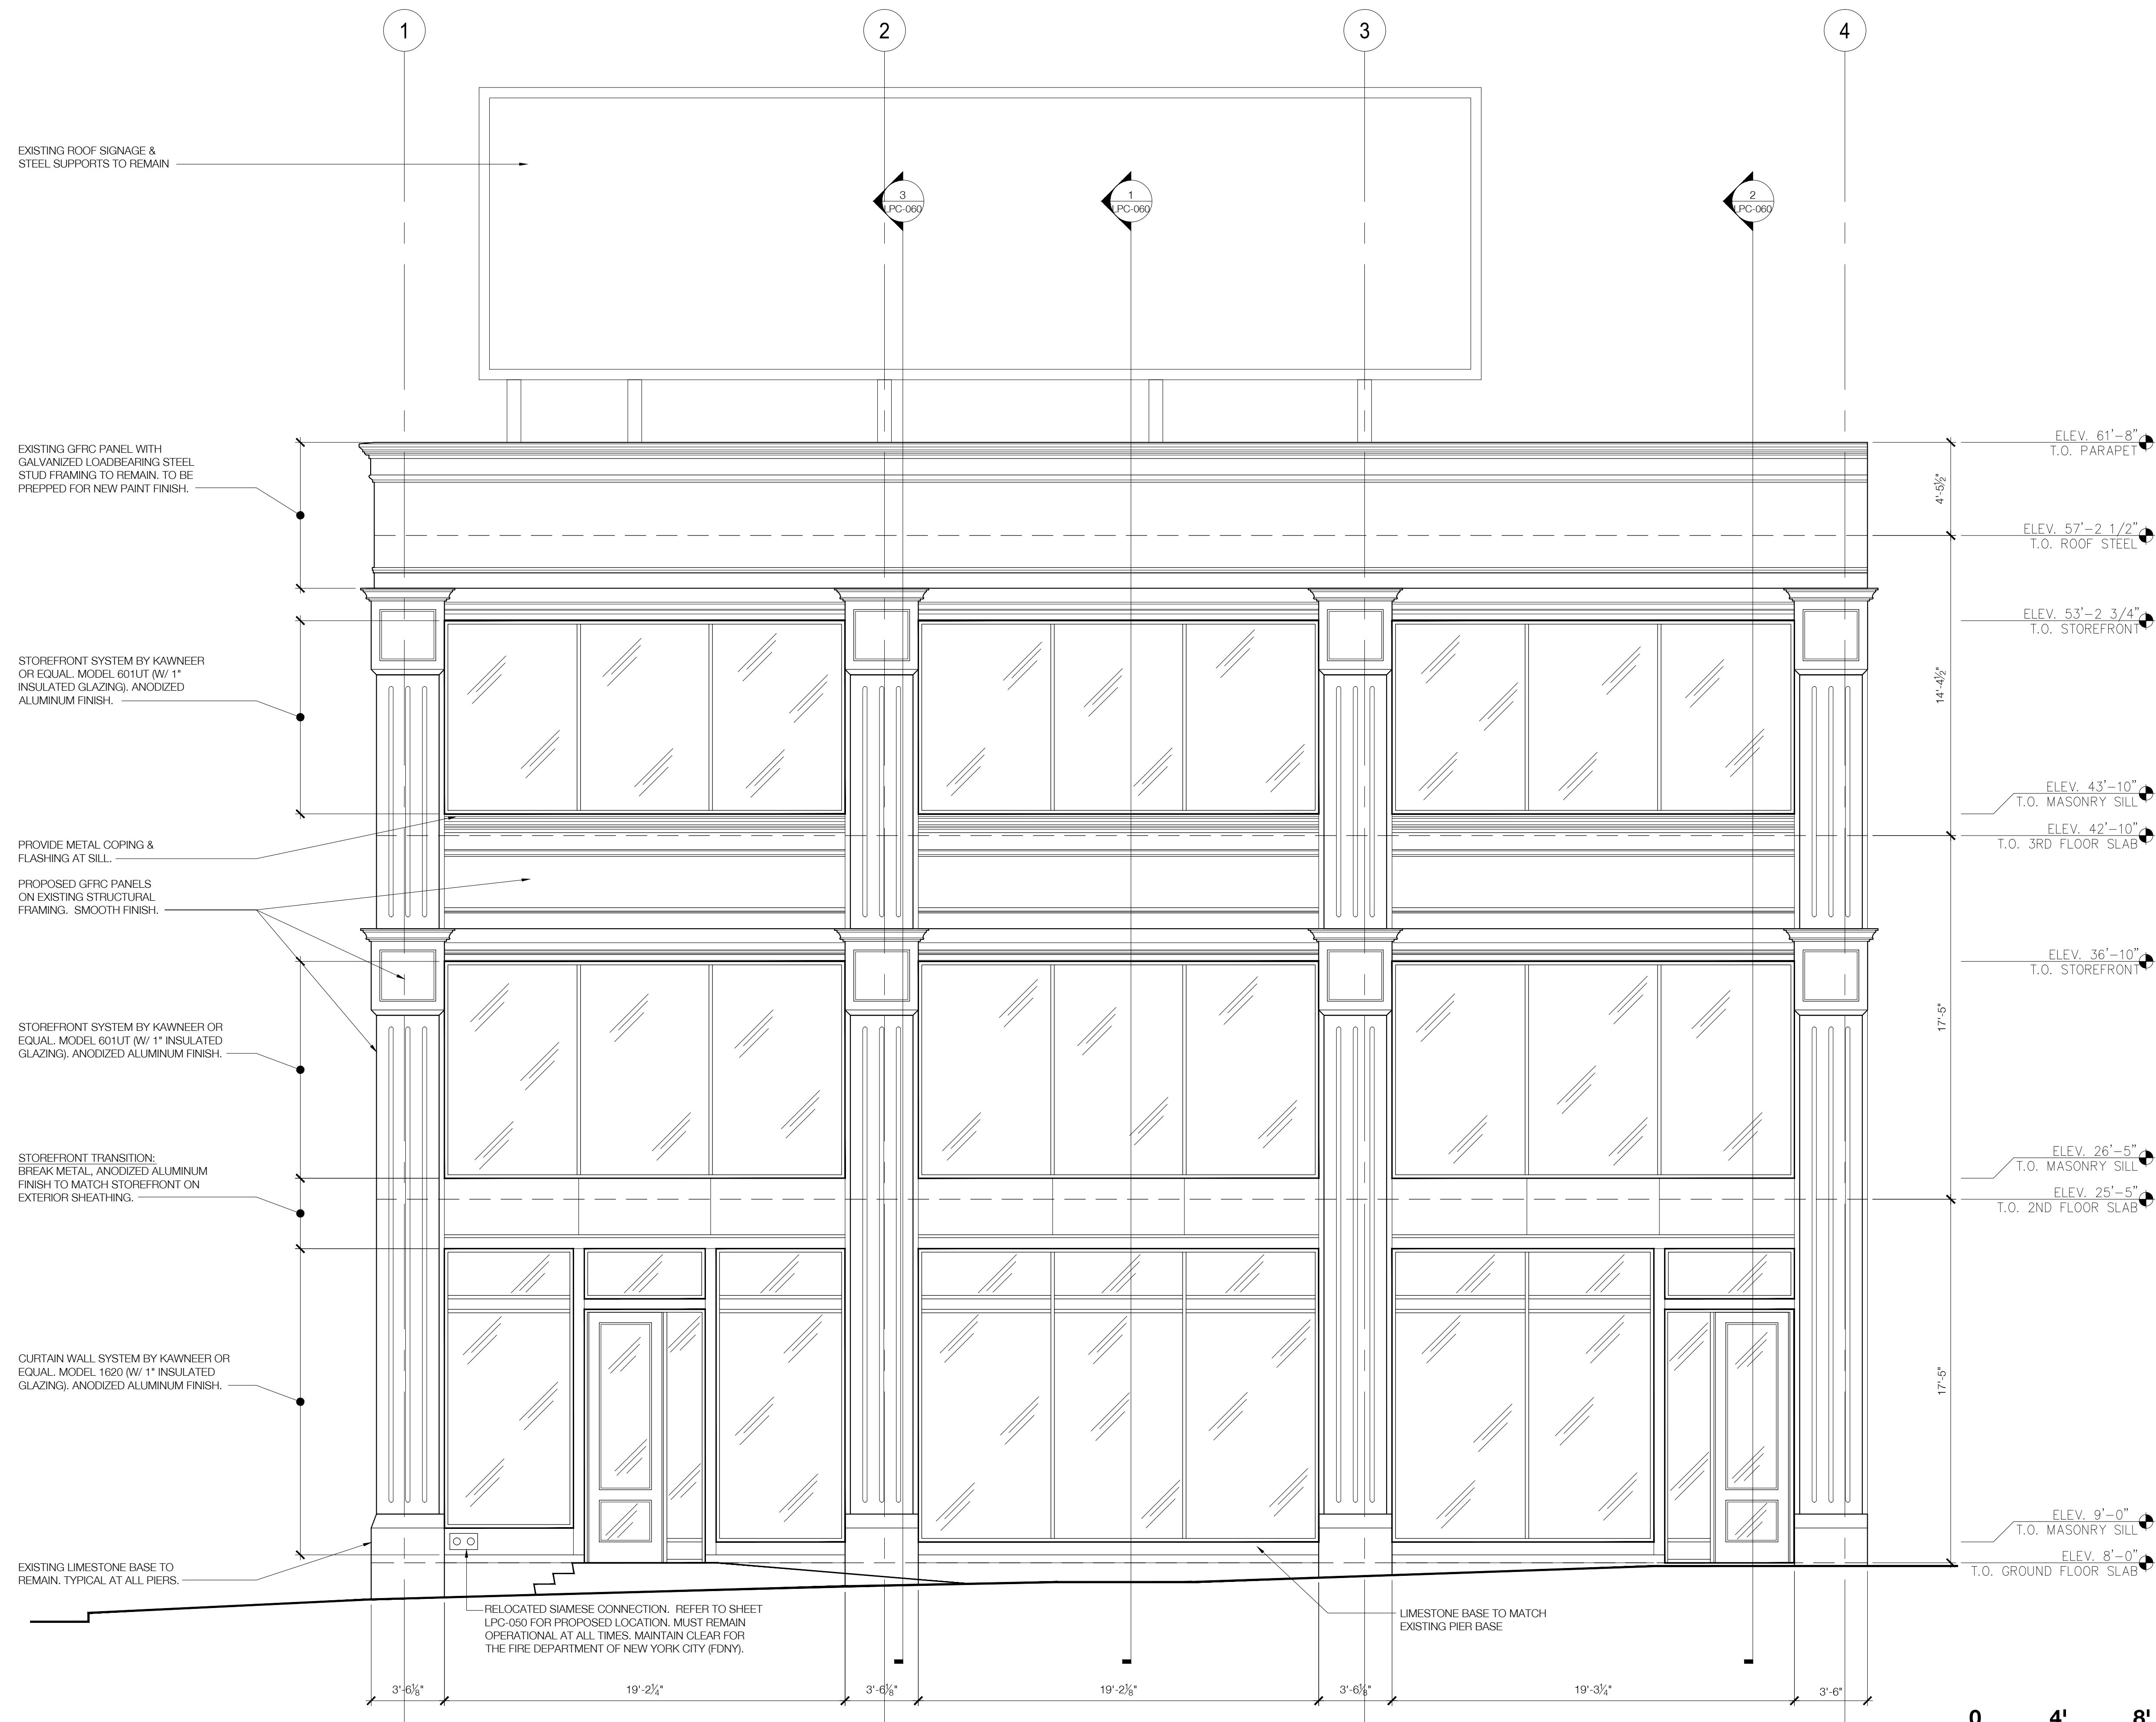 1
2
3
4
EXISTING ROOF SIGNAGE &
STEEL SUPPORTS TO REMAIN
3
LPC-060
1
LPC-060
2
LPC-060
EXISTING GFRC PANEL WITH
GALVANIZED LOADBEARING STEEL
STUD FRAMING TO REMAIN. TO BE
PREPPED FOR NEW PAINT FINISH.
STOREFRONT SYSTEM BY KAWNEER
OR EQUAL. MODEL 601UT (W/ 1"
INSULATED GLAZING). ANODIZED
ALUMINUM FINISH.
PROVIDE METAL COPING &
FLASHING AT SILL.
PROPOSED GFRC PANELS
ON EXISTING STRUCTURAL
FRAMING. SMOOTH FINISH.
STOREFRONT SYSTEM BY KAWNEER OR
EQUAL. MODEL 601UT (W/ 1" INSULATED
GLAZING). ANODIZED ALUMINUM FINISH.
STOREFRONT TRANSITION:
BREAK METAL, ANODIZED ALUMINUM
FINISH TO MATCH STOREFRONT ON
EXTERIOR SHEATHING.
CURTAIN WALL SYSTEM BY KAWNEER OR
EQUAL. MODEL 1620 (W/ 1" INSULATED
GLAZING). ANODIZED ALUMINUM FINISH.
EXISTING LIMESTONE BASE TO
REMAIN. TYPICAL AT ALL PIERS.
RELOCATED SIAMESE CONNECTION. REFER TO SHEET
LPC-050 FOR PROPOSED LOCATION. MUST REMAIN
OPERATIONAL AT ALL TIMES. MAINTAIN CLEAR FOR
THE FIRE DEPARTMENT OF NEW YORK CITY (FDNY).
LIMESTONE BASE TO MATCH
EXISTING PIER BASE
4'-5½"
14'-4½"
17'-5"
17'-5"
ELEV. 61'-8"
T.O. PARAPET
ELEV. 57'-2 1/2"
T.O. ROOF STEEL
ELEV. 53'-2 3/4"
T.O. STOREFRONT
ELEV. 43'-10"
T.O. MASONRY SILL
ELEV. 42'-10"
T.O. 3RD FLOOR SLAB
ELEV. 36'-10"
T.O. STOREFRONT
ELEV. 26'-5"
T.O. MASONRY SILL
ELEV. 25'-5"
T.O. 2ND FLOOR SLAB
ELEV. 9'-0"
T.O. MASONRY SILL
ELEV. 8'-0"
T.O. GROUND FLOOR SLAB
3'-6⅛"
19'-2¼"
3'-6⅛"
19'-2⅛"
3'-6⅛"
19'-3¼"
3'-6"
0 4' 8'